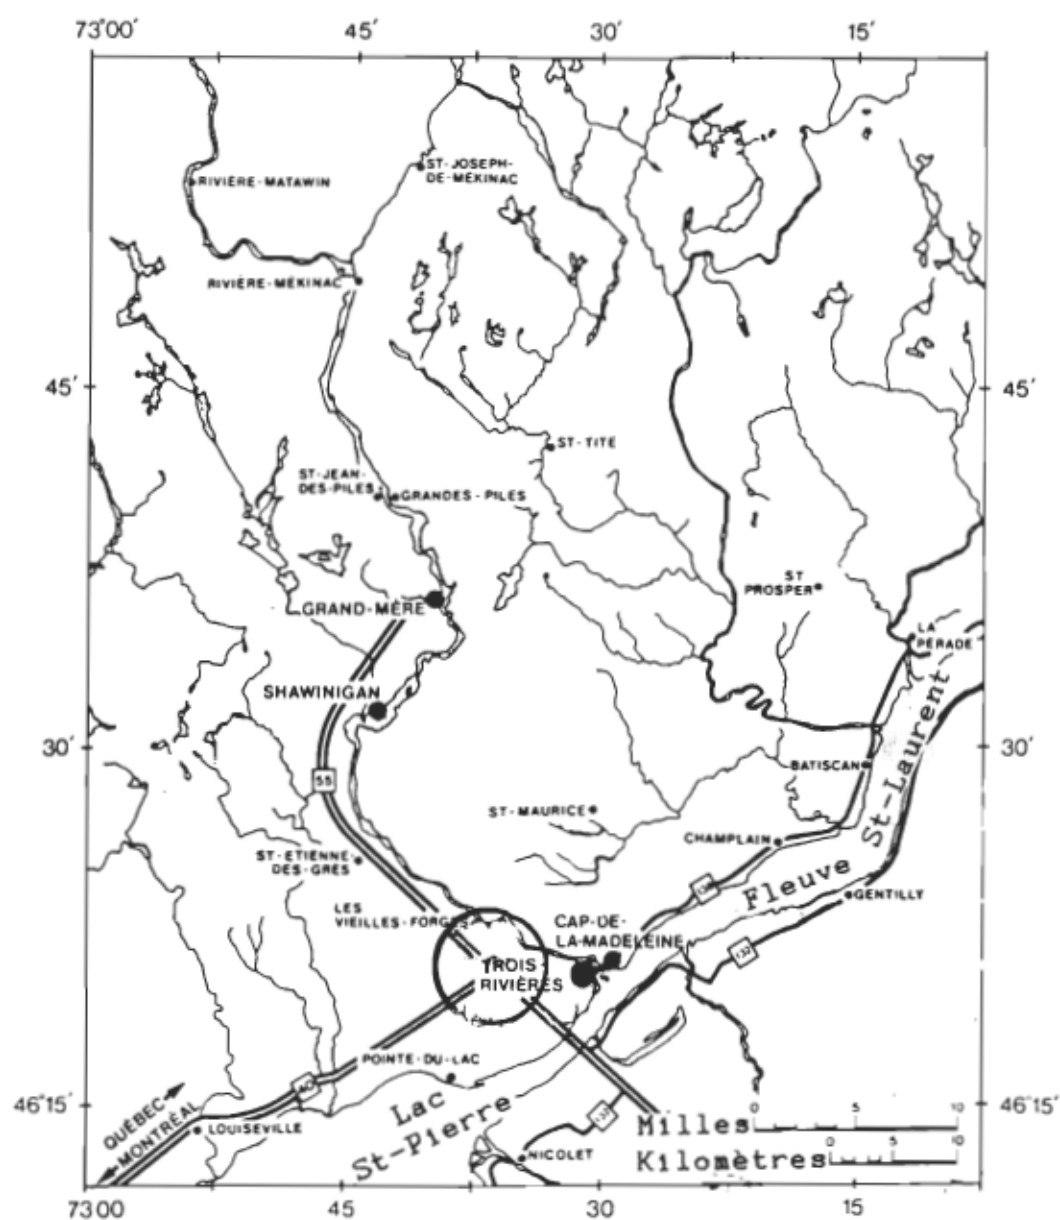 73°00′ 45′ 30′ 15′
ST-JOSEPH-
DE-MÉKINAC
RIVIÈRE-MATAWIN
RIVIÈRE-MÉKINAC
45′ 45′
ST-TITE
ST-JEAN-
DES-PILES
GRANDES-PILES
ST
PROSPER
GRAND-MÈRE
LA
PÉRADE
SHAWINIGAN
30′ 30′
55
BATISCAN
St-Laurent
ST-MAURICE
CHAMPLAIN
ST-ETIENNE-
DES-GRÈS
Fleuve
GENTILLY
LES
VIEILLES-FORGES
CAP-DE-
LA-MADELEINE
132
TROIS-
RIVIÈRES
POINTE-DU-LAC
40
46°15′ 46°15′
QUÉBEC
MONTRÉAL
LOUISEVILLE
Lac
St-Pierre
132
NICOLET
0 5 10
Milles
0 5 10
Kilomètres
73 00 45 30 15